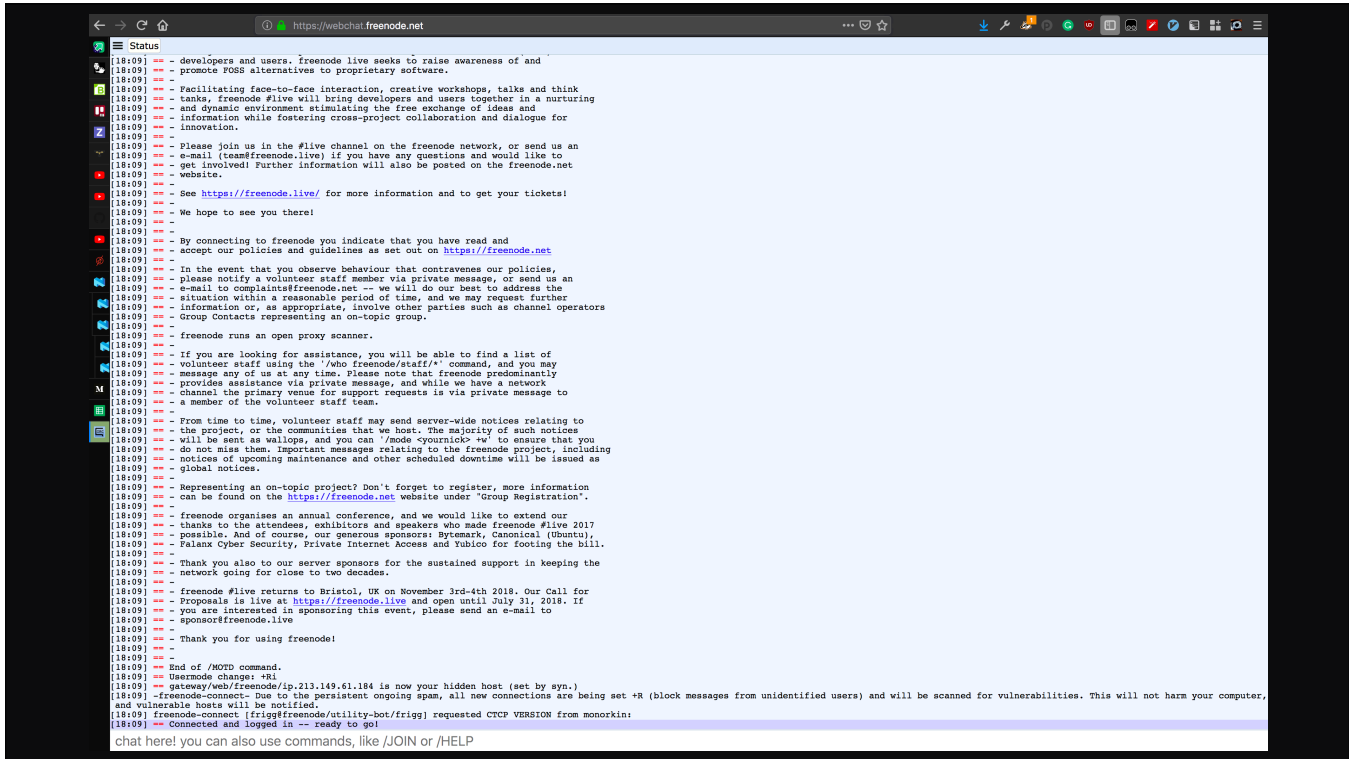 https://webchat.freenode.net
Status
[18:09] == - developers and users. freenode live seeks to raise awareness of and
[18:09] == - promote FOSS alternatives to proprietary software.
[18:09] == -
[18:09] == - Facilitating face-to-face interaction, creative workshops, talks and think
[18:09] == - tanks, freenode #live will bring developers and users together in a nurturing
[18:09] == - and dynamic environment stimulating the free exchange of ideas and
[18:09] == - information while fostering cross-project collaboration and dialogue for
[18:09] == - innovation.
[18:09] == -
[18:09] == - Please join us in the #live channel on the freenode network, or send us an
[18:09] == - e-mail (team@freenode.live) if you have any questions and would like to
[18:09] == - get involved! Further information will also be posted on the freenode.net
[18:09] == - website.
[18:09] == -
[18:09] == - See https://freenode.live/ for more information and to get your tickets!
[18:09] == -
[18:09] == - We hope to see you there!
[18:09] == -
[18:09] == -
[18:09] == - By connecting to freenode you indicate that you have read and
[18:09] == - accept our policies and guidelines as set out on https://freenode.net
[18:09] == -
[18:09] == - In the event that you observe behaviour that contravenes our policies,
[18:09] == - please notify a volunteer staff member via private message, or send us an
[18:09] == - e-mail to complaints@freenode.net -- we will do our best to address the
[18:09] == - situation within a reasonable period of time, and we may request further
[18:09] == - information or, as appropriate, involve other parties such as channel operators
[18:09] == - Group Contacts representing an on-topic group.
[18:09] == -
[18:09] == - freenode runs an open proxy scanner.
[18:09] == -
[18:09] == - If you are looking for assistance, you will be able to find a list of
[18:09] == - volunteer staff using the '/who freenode/staff/*' command, and you may
[18:09] == - message any of us at any time. Please note that freenode predominantly
[18:09] == - provides assistance via private message, and while we have a network
[18:09] == - channel the primary venue for support requests is via private message to
[18:09] == - a member of the volunteer staff team.
[18:09] == -
[18:09] == - From time to time, volunteer staff may send server-wide notices relating to
[18:09] == - the project, or the communities that we host. The majority of such notices
[18:09] == - will be sent as wallops, and you can '/mode <yournick> +w' to ensure that you
[18:09] == - do not miss them. Important messages relating to the freenode project, including
[18:09] == - notices of upcoming maintenance and other scheduled downtime will be issued as
[18:09] == - global notices.
[18:09] == -
[18:09] == - Representing an on-topic project? Don't forget to register, more information
[18:09] == - can be found on the https://freenode.net website under "Group Registration".
[18:09] == -
[18:09] == - freenode organises an annual conference, and we would like to extend our
[18:09] == - thanks to the attendees, exhibitors and speakers who made freenode #live 2017
[18:09] == - possible. And of course, our generous sponsors: Bytemark, Canonical (Ubuntu),
[18:09] == - Falanx Cyber Security, Private Internet Access and Yubico for footing the bill.
[18:09] == -
[18:09] == - Thank you also to our server sponsors for the sustained support in keeping the
[18:09] == - network going for close to two decades.
[18:09] == -
[18:09] == - freenode #live returns to Bristol, UK on November 3rd-4th 2018. Our Call for
[18:09] == - Proposals is live at https://freenode.live and open until July 31, 2018. If
[18:09] == - you are interested in sponsoring this event, please send an e-mail to
[18:09] == - sponsor@freenode.live
[18:09] == -
[18:09] == - Thank you for using freenode!
[18:09] == -
[18:09] == -
[18:09] == End of /MOTD command.
[18:09] == Usermode change: +Ri
[18:09] == gateway/web/freenode/ip.213.149.61.184 is now your hidden host (set by syn.)
[18:09] -freenode-connect- Due to the persistent ongoing spam, all new connections are being set +R (block messages from unidentified users) and will be scanned for vulnerabilities. This will not harm your computer,
and vulnerable hosts will be notified.
[18:09] freenode-connect [frigg@freenode/utility-bot/frigg] requested CTCP VERSION from monorkin:
[18:09] == Connected and logged in -- ready to go!
chat here! you can also use commands, like /JOIN or /HELP